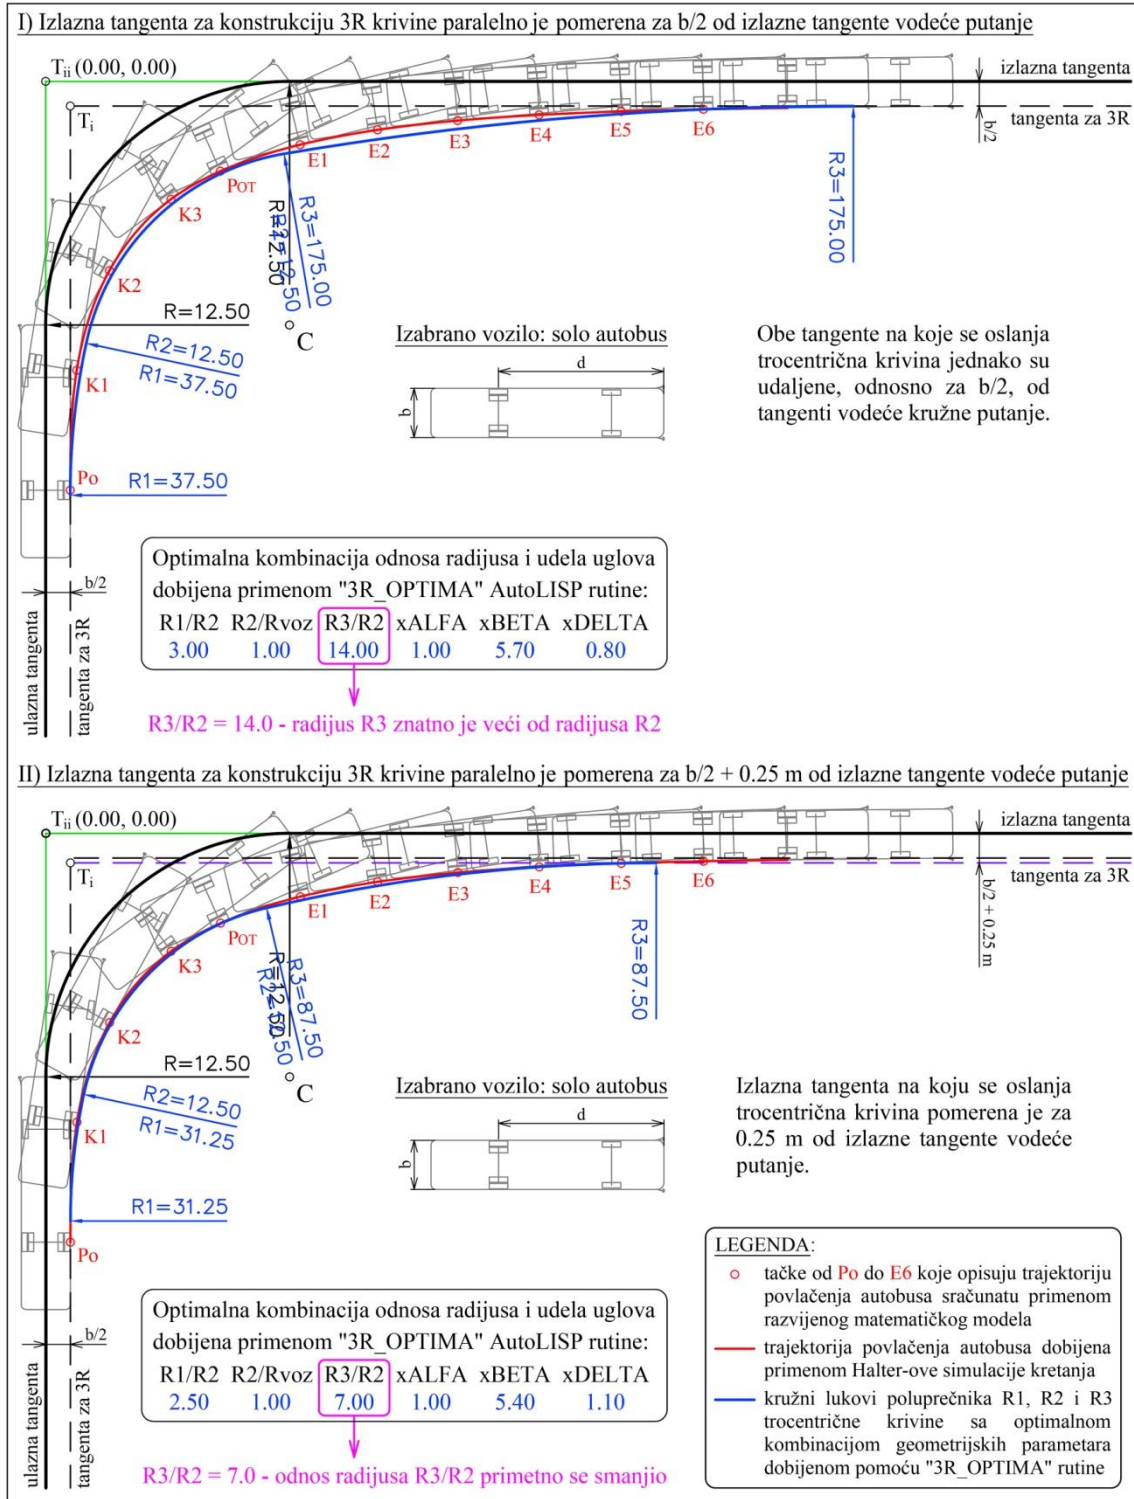 I) Izlazna tangenta za konstrukciju 3R krivine paralelno je pomerena za b/2 od izlazne tangente vodeće putanje
Tii (0.00, 0.00)
izlazna tangenta
Ti
b/2
tangenta za 3R
E1
E2
E3
E4
E5
E6
POT
K3
K2
K1
Po
R3=175.00
R=12.50
R2=12.50
R3=175.00
R=12.50
C
R2=12.50
R1=37.50
R1=37.50
Izabrano vozilo: solo autobus
d
b
Obe tangente na koje se oslanja
trocentrična krivina jednako su
udaljene, odnosno za b/2, od
tangenti vodeće kružne putanje.
b/2
ulazna tangenta
tangenta za 3R
Optimalna kombinacija odnosa radijusa i udela uglova
dobijena primenom "3R_OPTIMA" AutoLISP rutine:
R1/R2 R2/Rvoz R3/R2 xALFA xBETA xDELTA
3.00 1.00 14.00 1.00 5.70 0.80
R3/R2 = 14.0 - radijus R3 znatno je veći od radijusa R2
II) Izlazna tangenta za konstrukciju 3R krivine paralelno je pomerena za b/2 + 0.25 m od izlazne tangente vodeće putanje
Tii (0.00, 0.00)
izlazna tangenta
Ti
tangenta za 3R
b/2 + 0.25 m
E1
E2
E3
E4
E5
E6
POT
K3
K2
K1
Po
R3=87.50
R=12.50
R2=12.50
R3=87.50
R=12.50
C
R2=12.50
R1=31.25
R1=31.25
Izabrano vozilo: solo autobus
d
b
Izlazna tangenta na koju se oslanja
trocentrična krivina pomerena je za
0.25 m od izlazne tangente vodeće
putanje.
b/2
ulazna tangenta
tangenta za 3R
Optimalna kombinacija odnosa radijusa i udela uglova
dobijena primenom "3R_OPTIMA" AutoLISP rutine:
R1/R2 R2/Rvoz R3/R2 xALFA xBETA xDELTA
2.50 1.00 7.00 1.00 5.40 1.10
R3/R2 = 7.0 - odnos radijusa R3/R2 primetno se smanjio
LEGENDA:
tačke od Po do E6 koje opisuju trajektoriju
povlačenja autobusa sračunatu primenom
razvijenog matematičkog modela
trajektorija povlačenja autobusa dobijena
primenom Halter-ove simulacije kretanja
kružni lukovi poluprečnika R1, R2 i R3
trocentrične krivine sa optimalnom
kombinacijom geometrijskih parametara
dobijenom pomoću "3R_OPTIMA" rutine